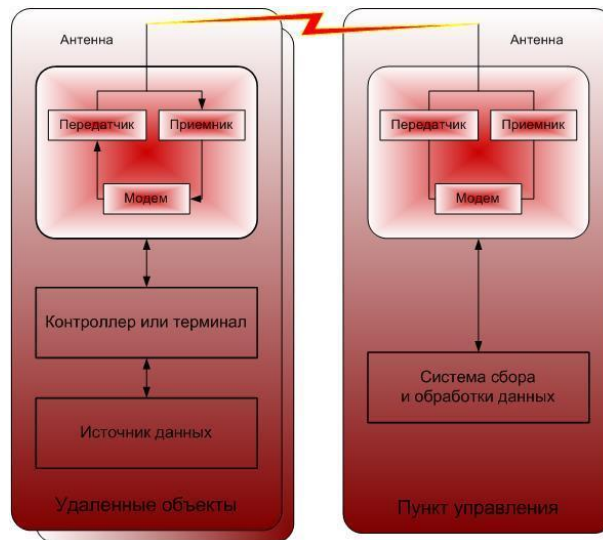 Антенна
Передатчик
Приемник
Модем
Контроллер или терминал
Источник данных
Удаленные объекты
Антенна
Передатчик
Приемник
Модем
Система сбора
и обработки данных
Пункт управления